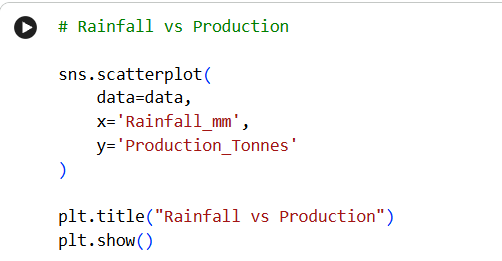 # Rainfall vs Production
sns.scatterplot(
    data=data,
    x='Rainfall_mm',
    y='Production_Tonnes'
)
plt.title("Rainfall vs Production")
plt.show()